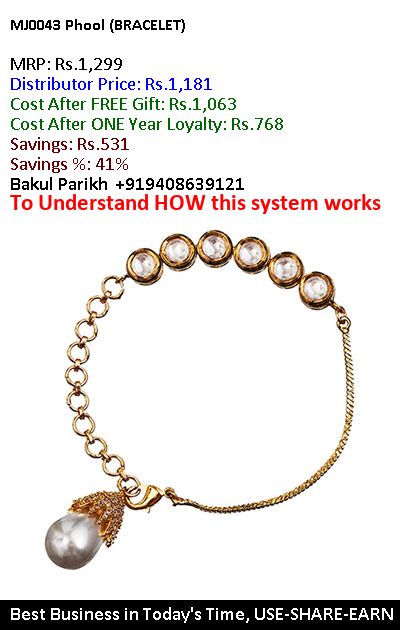 MJ0043 Phool (BRACELET)
MRP: Rs.1,299
Distributor Price: Rs.1,181
Cost After FREE Gift: Rs.1,063
Cost After ONE Year Loyalty: Rs.768
Savings: Rs.531
Savings %: 41%
Bakul Parikh +919408639121
To Understand HOW this system works
Best Business in Today's Time, USE-SHARE-EARN